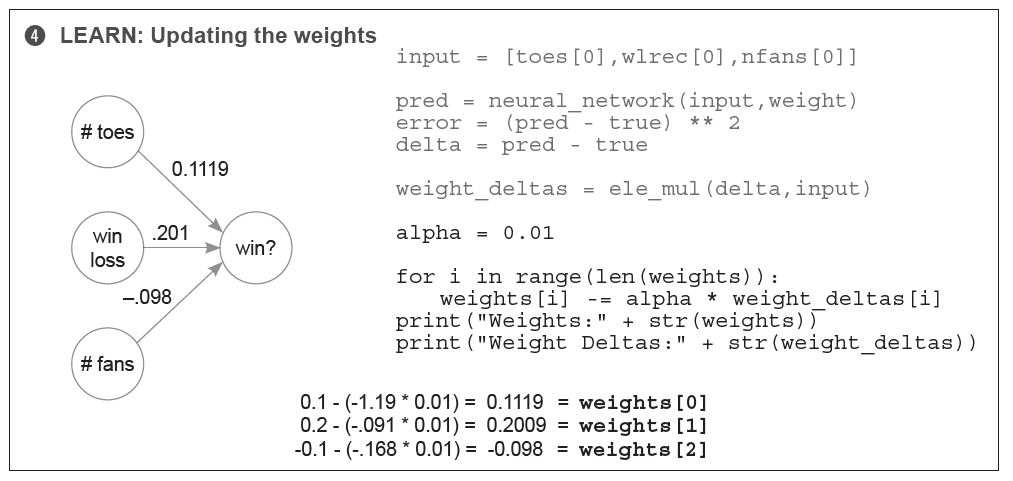 4 LEARN: Updating the weights
input = [toes[0],wlrec[0],nfans[0]]
pred = neural_network(input,weight)
error = (pred - true) ** 2
delta = pred - true
weight_deltas = ele_mul(delta,input)
alpha = 0.01
for i in range(len(weights)):
weights[i] -= alpha * weight_deltas[i]
print("Weights:" + str(weights))
print("Weight Deltas:" + str(weight_deltas))
# toes
0.1119
win
loss
.201
win?
–.098
# fans
0.1 - (-1.19 * 0.01) = 0.1119 = weights[0]
0.2 - (-.091 * 0.01) = 0.2009 = weights[1]
-0.1 - (-.168 * 0.01) = -0.098 = weights[2]